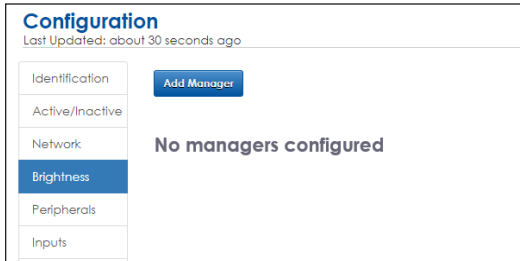 Configuration
Last Updated: about 30 seconds ago
Identification
Add Manager
Active/Inactive
Network
No managers configured
Brightness
Peripherals
Inputs